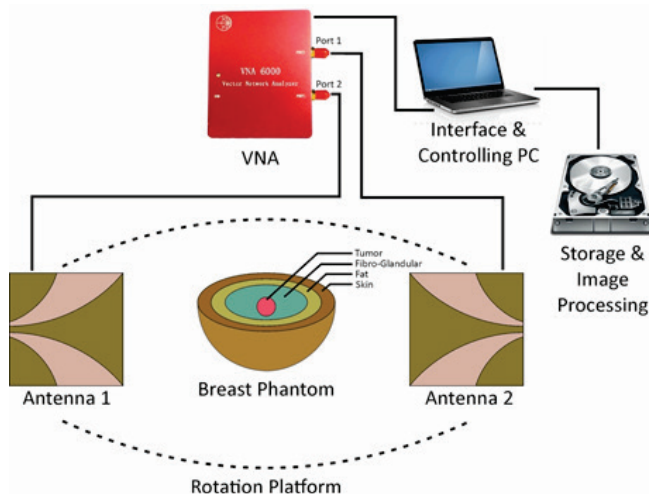 Port 1
VNA 6000
Vector Network Analyzer
Port 2
VNA
Interface &
Controlling PC
Storage &
Image
Processing
Tumor
Fibro-Glandular
Fat
Skin
Antenna 1
Breast Phantom
Antenna 2
Rotation Platform